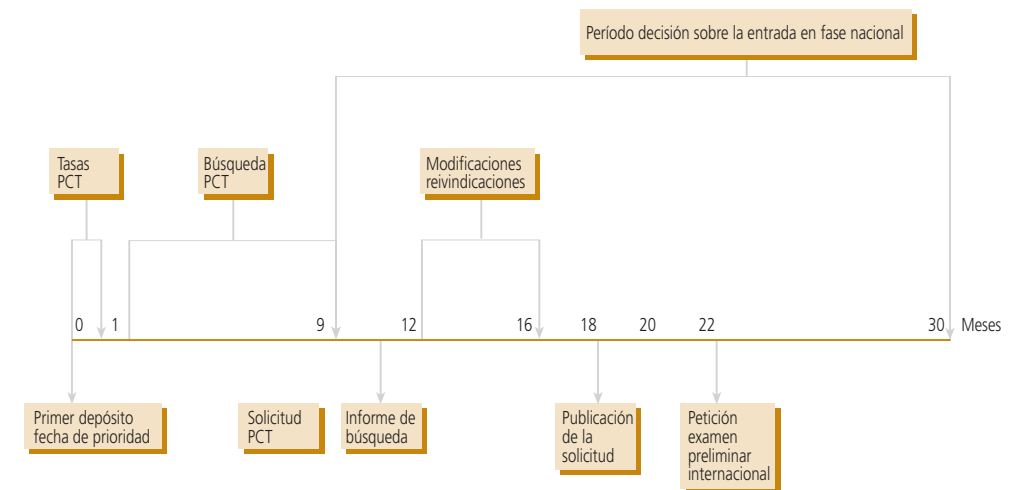 Período decisión sobre la entrada en fase nacional
Tasas
PCT
Búsqueda
PCT
Modificaciones
reivindicaciones
0 1 9 12 16 18 20 22 30 Meses
Primer depósito
fecha de prioridad
Solicitud
PCT
Informe de
búsqueda
Publicación
de la
solicitud
Petición
examen
preliminar
internacional